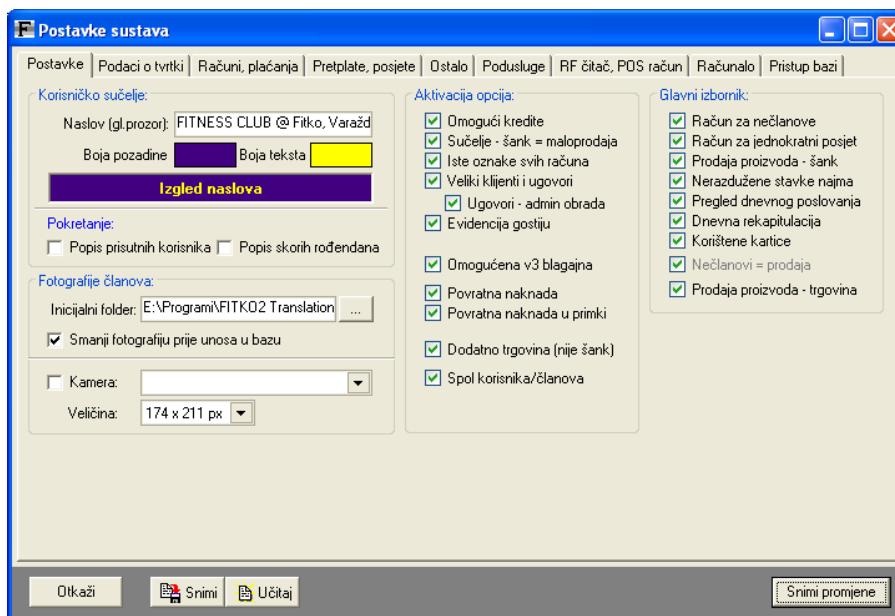 Postavke sustava
Postavke Podaci o tvrtki Računi, plaćanja Pretplate, posjete Ostalo Podusluge RF čitač, POS račun Računalo Pristup bazi
Korisničko sučelje:
Naslov (gl.prozor): FITNESS CLUB @ Fitko, Varažd
Boja pozadine Boja teksta
Izgled naslova
Pokretanje:
Popis prisutnih korisnika Popis skorih rođendana
Fotografije članova:
Inicijalni folder: E:\Programi\FITKO2 Translation ...
Smanji fotografiju prije unosa u bazu
Kamera:
Veličina: 174 x 211 px
Aktivacija opcija:
Omogući kredite
Sučelje - šank = maloprodaja
Iste oznake svih računa
Veliki klijenti i ugovori
Ugovori - admin obrada
Evidencija gostiju
Omogućena v3 blagajna
Povratna naknada
Povratna naknada u primki
Dodatno trgovina (nije šank)
Spol korisnika/članova
Glavni izbornik:
Račun za nečlanove
Račun za jednokratni posjet
Prodaja proizvoda - šank
Nerazdužene stavke najma
Pregled dnevnog poslovanja
Dnevna rekapitulacija
Korištene kartice
Nečlanovi = prodaja
Prodaja proizvoda - trgovina
Otkaži Snimi Učitaj Snimi promjene